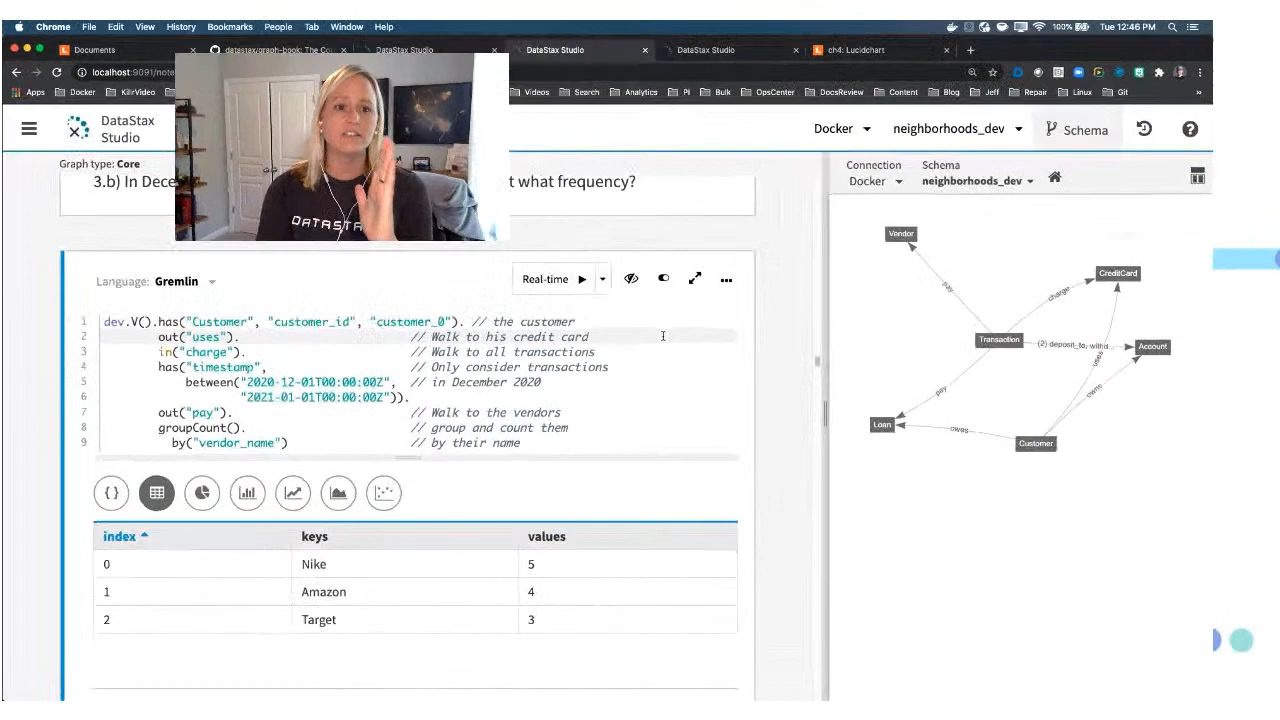 Chrome File Edit View History Bookmarks People Tab Window Help
100% Tue 12:46 PM
Documents
datastax/graph-book: The Co
DataStax Studio
DataStax Studio
DataStax Studio
ch4: Lucidchart
localhost:9091/note
Apps Docker KillrVideo Videos Search Analytics PI Bulk OpsCenter DocsReview Content Blog Jeff Repair Linux Git
DataStax
Studio
Docker
neighborhoods_dev
Schema
Graph type: Core
3.b) In Dece
t what frequency?
DATASTA
Connection
Docker
Schema
neighborhoods_dev
Language: Gremlin
Real-time
1 dev.V().has("Customer", "customer_id", "customer_0"). // the customer
2 out("uses"). // Walk to his credit card
3 in("charge"). // Walk to all transactions
4 has("timestamp", // Only consider transactions
5 between("2020-12-01T00:00:00Z", // in December 2020
6 "2021-01-01T00:00:00Z")).
7 out("pay"). // Walk to the vendors
8 groupCount(). // group and count them
9 by("vendor_name") // by their name
{}
index keys values
0 Nike 5
1 Amazon 4
2 Target 3
Vendor
CreditCard
pay
charge
Transaction
(2) deposit_to, withd...
Account
uses
pay
owns
Loan
owes
Customer